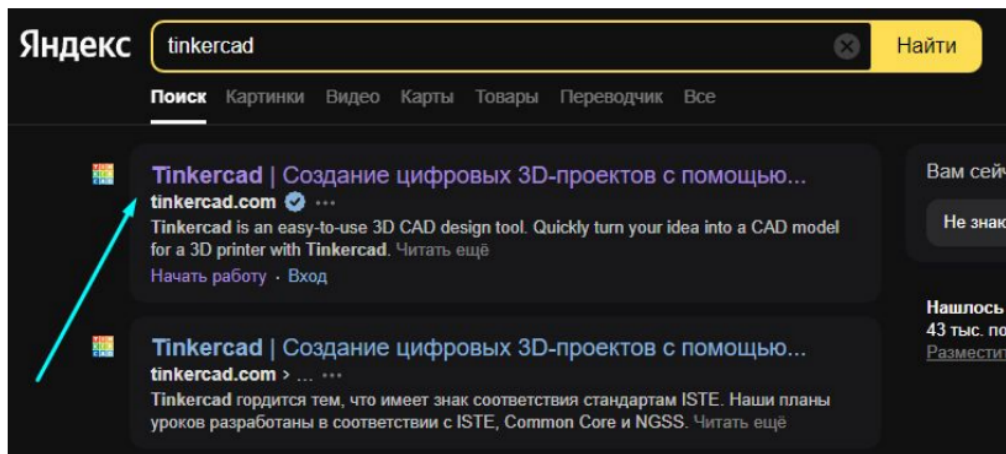 Яндекс tinkercad Найти
Поиск Картинки Видео Карты Товары Переводчик Все
Tinkercad | Создание цифровых 3D-проектов с помощью...
tinkercad.com ...
Tinkercad is an easy-to-use 3D CAD design tool. Quickly turn your idea into a CAD model
for a 3D printer with Tinkercad. Читать ещё
Начать работу · Вход
Tinkercad | Создание цифровых 3D-проектов с помощью...
tinkercad.com › ... ...
Tinkercad гордится тем, что имеет знак соответствия стандартам ISTE. Наши планы
уроков разработаны в соответствии с ISTE, Common Core и NGSS. Читать ещё
Вам
Не
Нашлось
43 тыс.